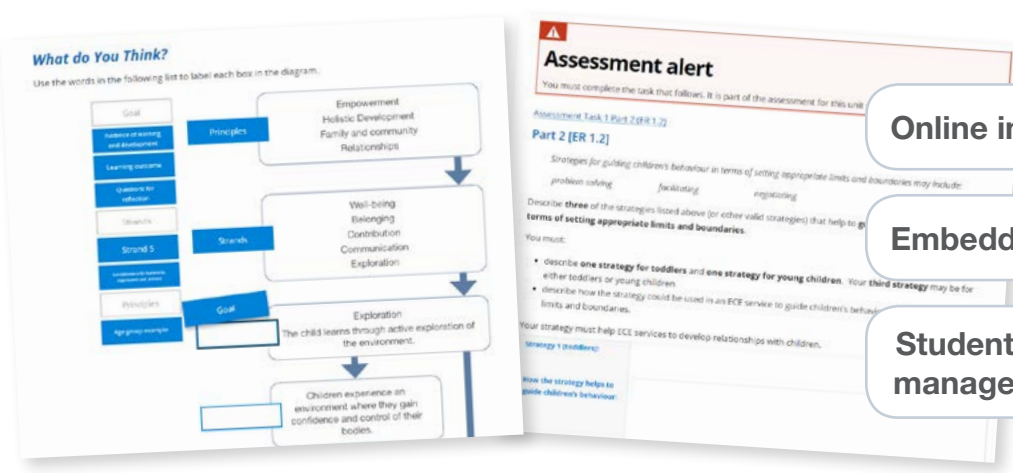 What do You Think?
Use the words in the following list to label each box in the diagram.
Goal
Evidence of learning
and development
Learning outcome
Questions for
reflection
Strands
Strand 5
Principles
Age group example
Principles
Empowerment
Holistic Development
Family and community
Relationships
Strands
Well-being
Belonging
Contribution
Communication
Exploration
Goal
Exploration
The child learns through active exploration of
the environment.
Children experience an
environment where they gain
confidence and control of their
bodies.
Assessment alert
You must complete the task that follows. It is part of the assessment for this unit
Assessment Task 1 Part 2 [ER 1.2]
Part 2 [ER 1.2]
Strategies for guiding children's behaviour in terms of setting appropriate limits and boundaries may include:
problem solving facilitating negotiating
Describe three of the strategies listed above (or other valid strategies) that help to
terms of setting appropriate limits and boundaries.
You must:
• describe one strategy for toddlers and one strategy for young children. Your third strategy may be for
either toddlers or young children
• describe how the strategy could be used in an ECE service to guide children's
limits and boundaries.
Your strategy must help ECE services to develop relationships with children.
Strategy 1 (toddlers):
How the strategy helps to
guide children's behaviour:
Online in
Embedd
Student
manage